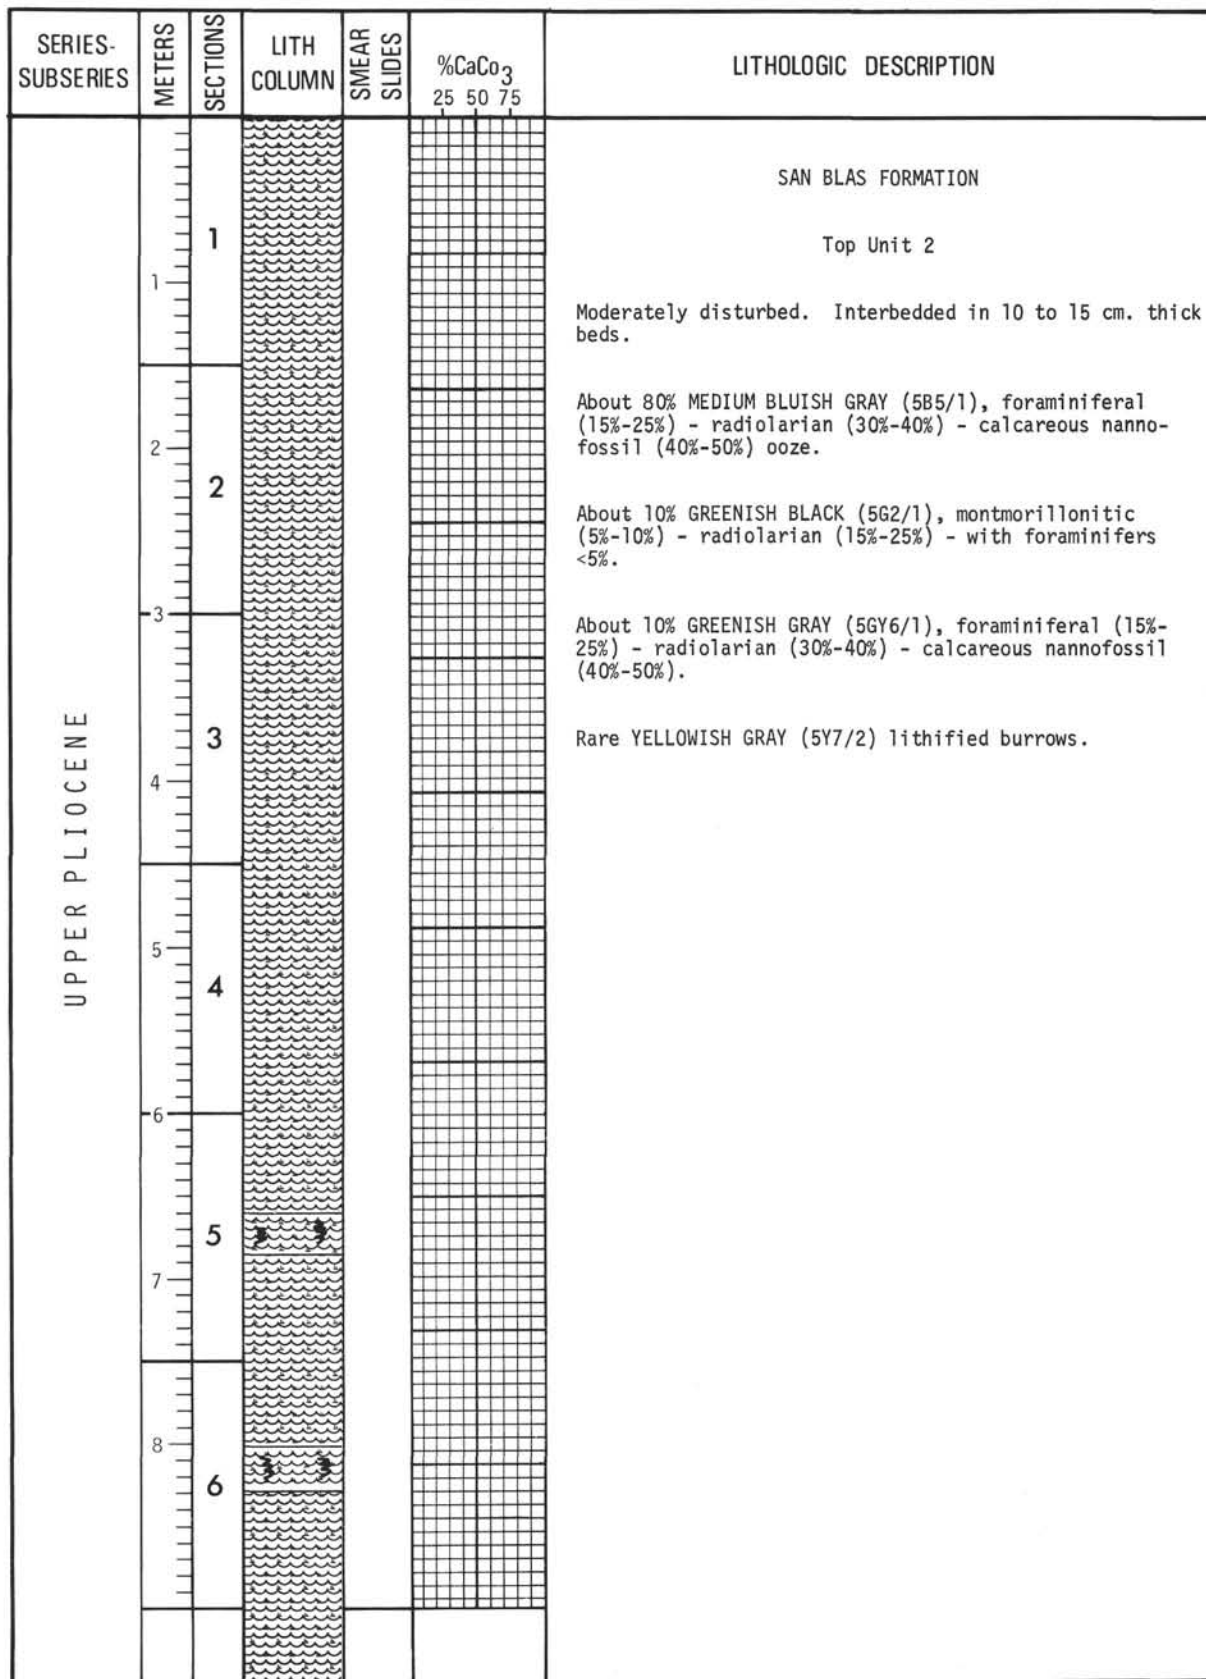 SERIES-
SUBSERIES
METERS
SECTIONS
LITH
COLUMN
SMEAR
SLIDES
%CaCo3
25 50 75
LITHOLOGIC DESCRIPTION
UPPER PLIOCENE
1
2
3
4
5
6
7
8
1
2
3
4
5
6
SAN BLAS FORMATION
Top Unit 2
Moderately disturbed. Interbedded in 10 to 15 cm. thick
beds.
About 80% MEDIUM BLUISH GRAY (5B5/1), foraminiferal
(15%-25%) - radiolarian (30%-40%) - calcareous nanno-
fossil (40%-50%) ooze.
About 10% GREENISH BLACK (5G2/1), montmorillonitic
(5%-10%) - radiolarian (15%-25%) - with foraminifers
<5%.
About 10% GREENISH GRAY (5GY6/1), foraminiferal (15%-
25%) - radiolarian (30%-40%) - calcareous nannofossil
(40%-50%).
Rare YELLOWISH GRAY (5Y7/2) lithified burrows.